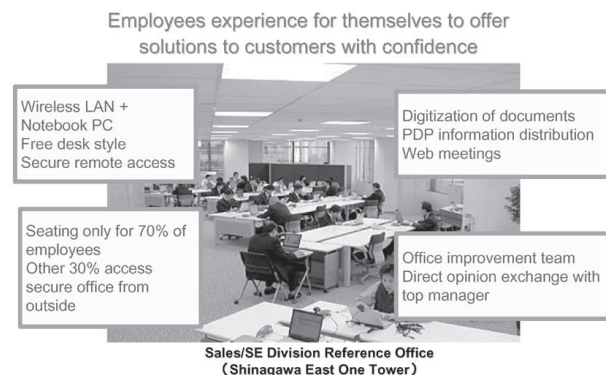 Employees experience for themselves to offer
solutions to customers with confidence
Wireless LAN +
Notebook PC
Free desk style
Secure remote access
Digitization of documents
PDP information distribution
Web meetings
Seating only for 70% of
employees
Other 30% access
secure office from
outside
Office improvement team
Direct opinion exchange with
top manager
Sales/SE Division Reference Office
（Shinagawa East One Tower）